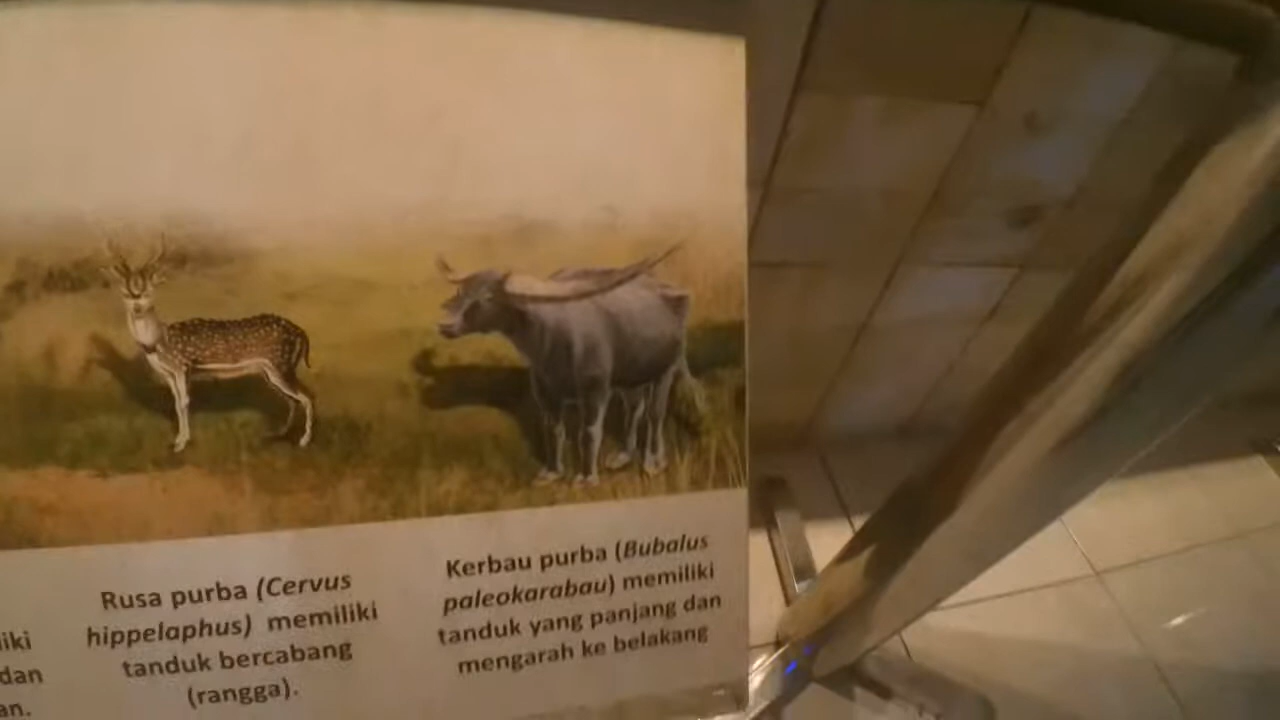 Rusa purba (Cervus
hippelaphus) memiliki
tanduk bercabang
(rangga).
Kerbau purba (Bubalus
paleokarabau) memiliki
tanduk yang panjang dan
mengarah ke belakang
dan